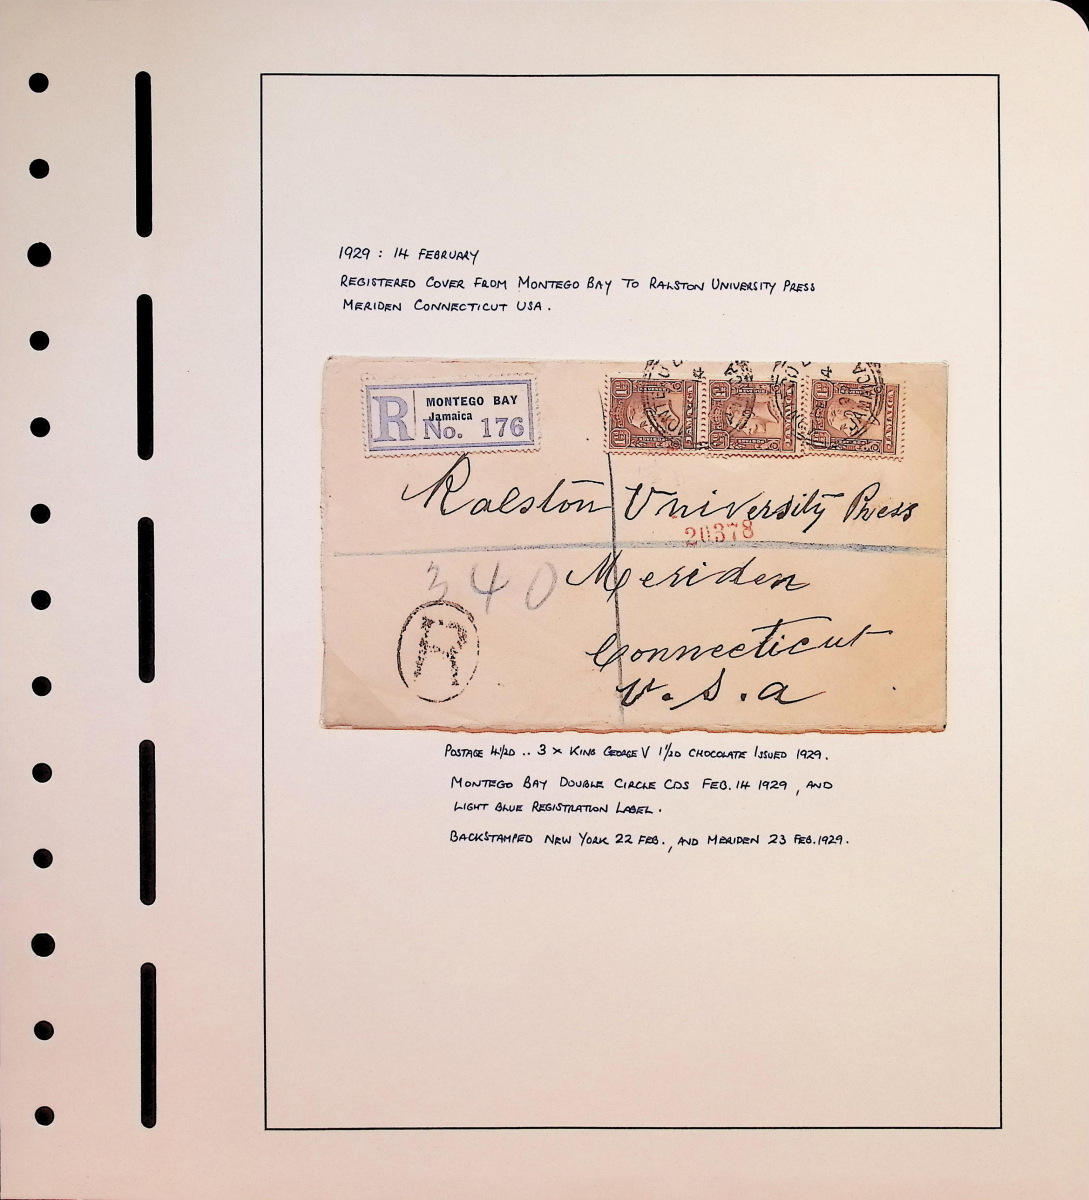 1929 : 14 FEBRUARY
REGISTERED COVER FROM MONTEGO BAY TO RALSTON UNIVERSITY PRESS
MERIDEN CONNECTICUT USA.
R
MONTEGO BAY
Jamaica
No. 176
JAMAICA
Ralston University Press
20378
340
Meriden
R
Connecticut
U.S.a
POSTAGE 4½D .. 3 × KING GEORGE V 1½D CHOCOLATE ISSUED 1929.
MONTEGO BAY DOUBLE CIRCLE CDS FEB. 14 1929, AND
LIGHT BLUE REGISTRATION LABEL.
BACKSTAMPED NEW YORK 22 FEB., AND MERIDEN 23 FEB. 1929.